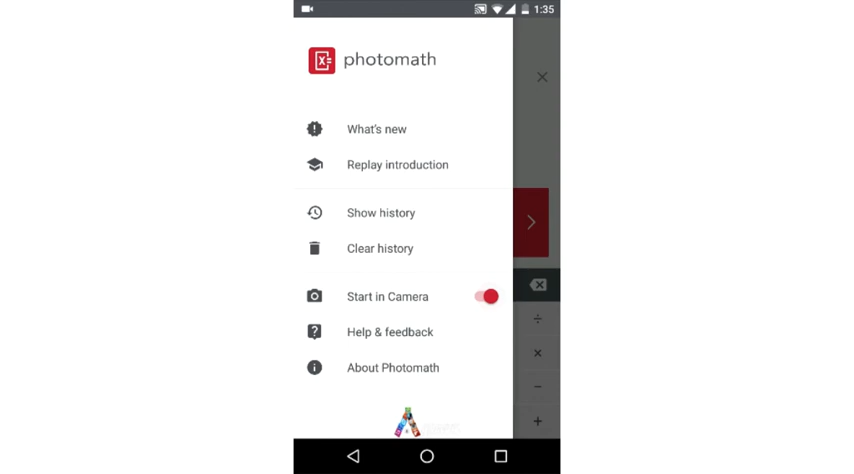 1:35
photomath
What's new
Replay introduction
Show history
Clear history
Start in Camera
Help & feedback
About Photomath
÷
×
−
+